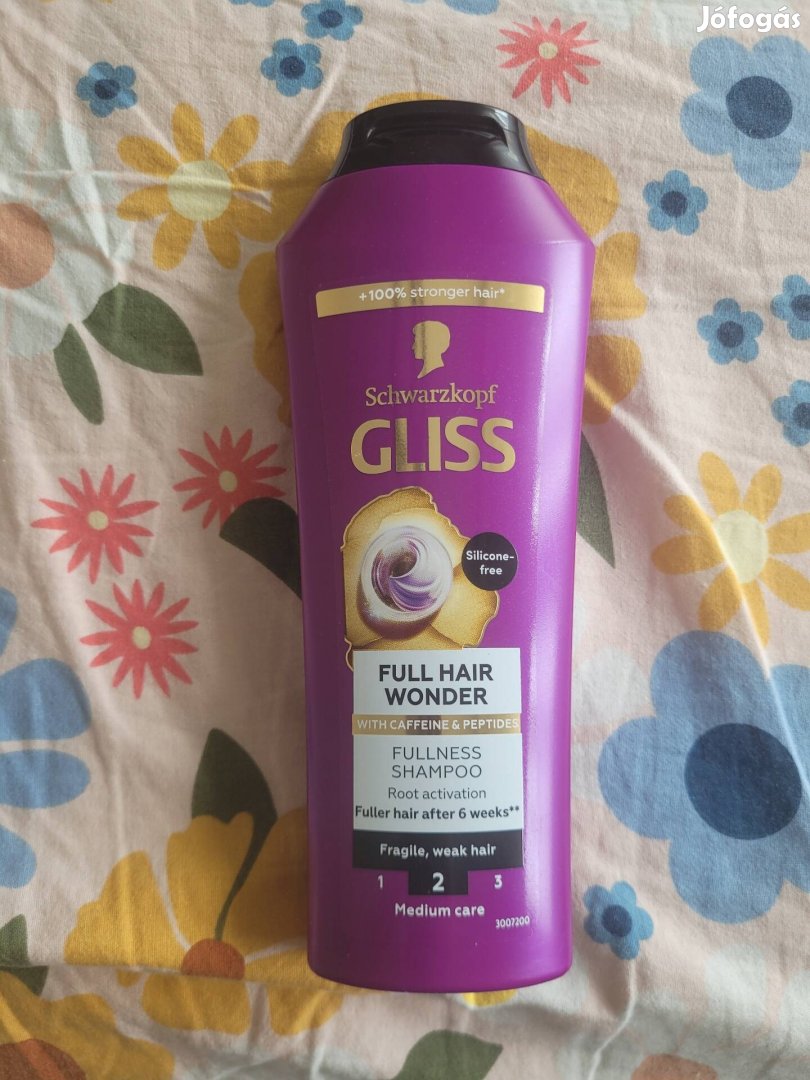 Jófogás
+100% stronger hair*
Schwarzkopf
GLISS
Silicone-
free
FULL HAIR
WONDER
WITH CAFFEINE & PEPTIDES
FULLNESS
SHAMPOO
Root activation
Fuller hair after 6 weeks**
Fragile, weak hair
1 2 3
Medium care
3007200